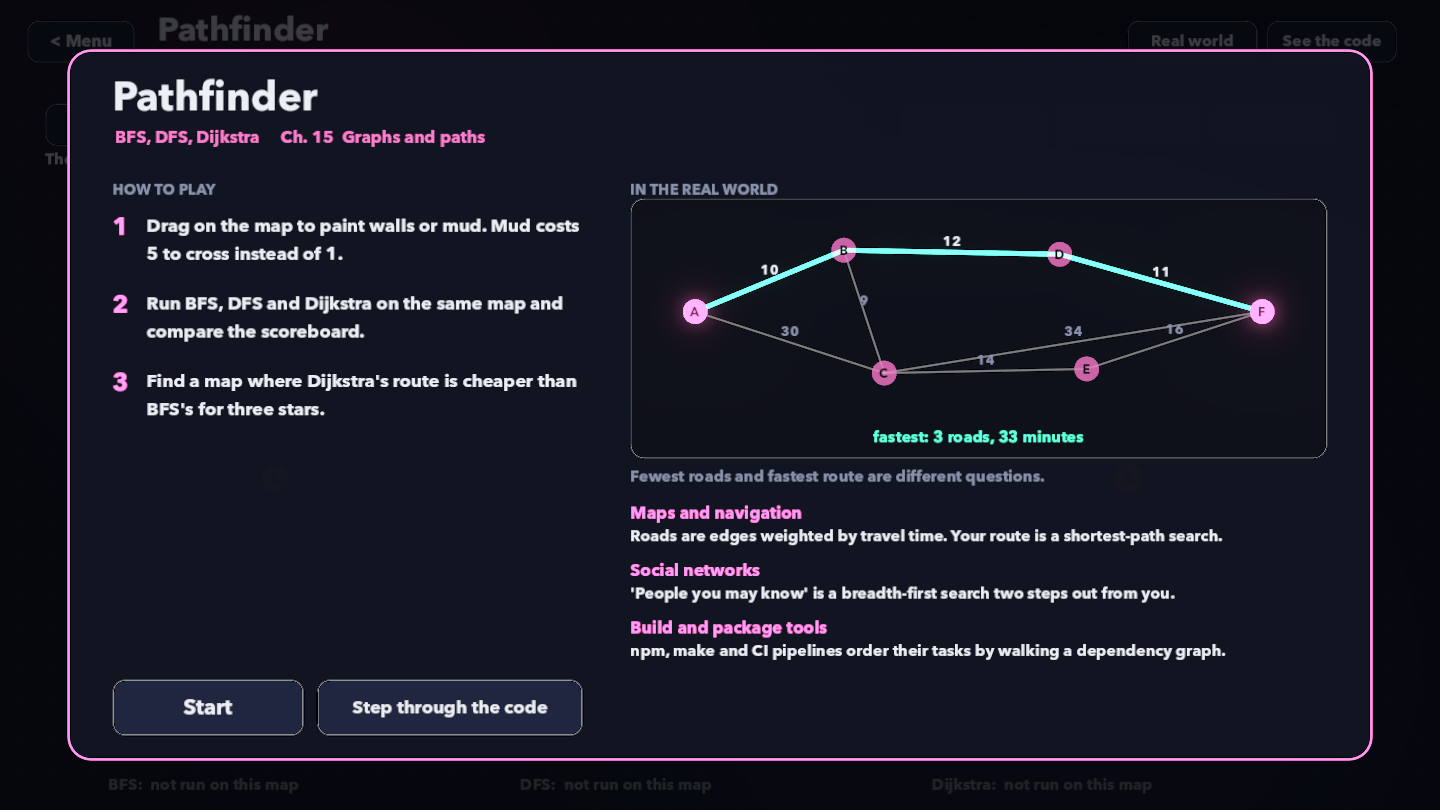 < Menu
Pathfinder
Real world
See the code
Pathfinder
BFS, DFS, Dijkstra Ch. 15 Graphs and paths
HOW TO PLAY
1 Drag on the map to paint walls or mud. Mud costs
5 to cross instead of 1.
2 Run BFS, DFS and Dijkstra on the same map and
compare the scoreboard.
3 Find a map where Dijkstra's route is cheaper than
BFS's for three stars.
Start
Step through the code
IN THE REAL WORLD
12
B
D
10
11
9
A
F
30
34
16
14
C
E
fastest: 3 roads, 33 minutes
Fewest roads and fastest route are different questions.
Maps and navigation
Roads are edges weighted by travel time. Your route is a shortest-path search.
Social networks
'People you may know' is a breadth-first search two steps out from you.
Build and package tools
npm, make and CI pipelines order their tasks by walking a dependency graph.
BFS: not run on this map
DFS: not run on this map
Dijkstra: not run on this map